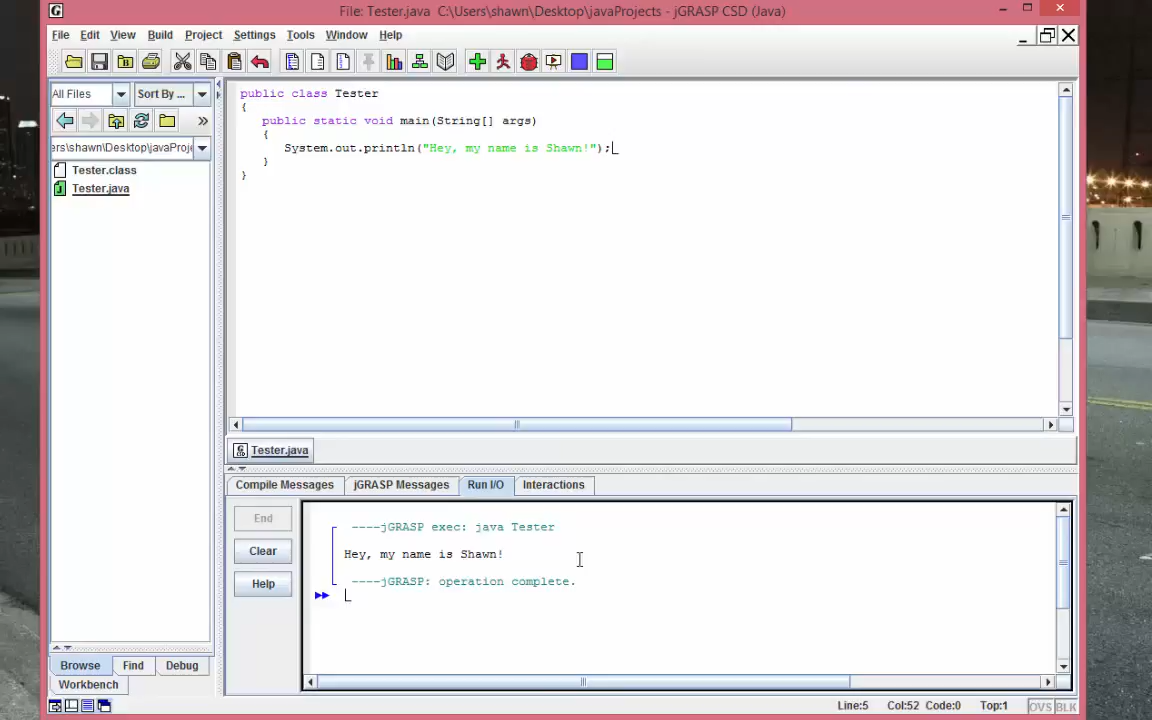 File: Tester.java C:\Users\shawn\Desktop\javaProjects - jGRASP CSD (Java)
File Edit View Build Project Settings Tools Window Help
All Files Sort By ...
ers\shawn\Desktop\javaProje
Tester.class
Tester.java
public class Tester
{
public static void main(String[] args)
{
System.out.println("Hey, my name is Shawn!");
}
}
Tester.java
Compile Messages jGRASP Messages Run I/O Interactions
End
Clear
Help
----jGRASP exec: java Tester
Hey, my name is Shawn!
----jGRASP: operation complete.
Browse Find Debug
Workbench
Line:5 Col:52 Code:0 Top:1 OVS BLK